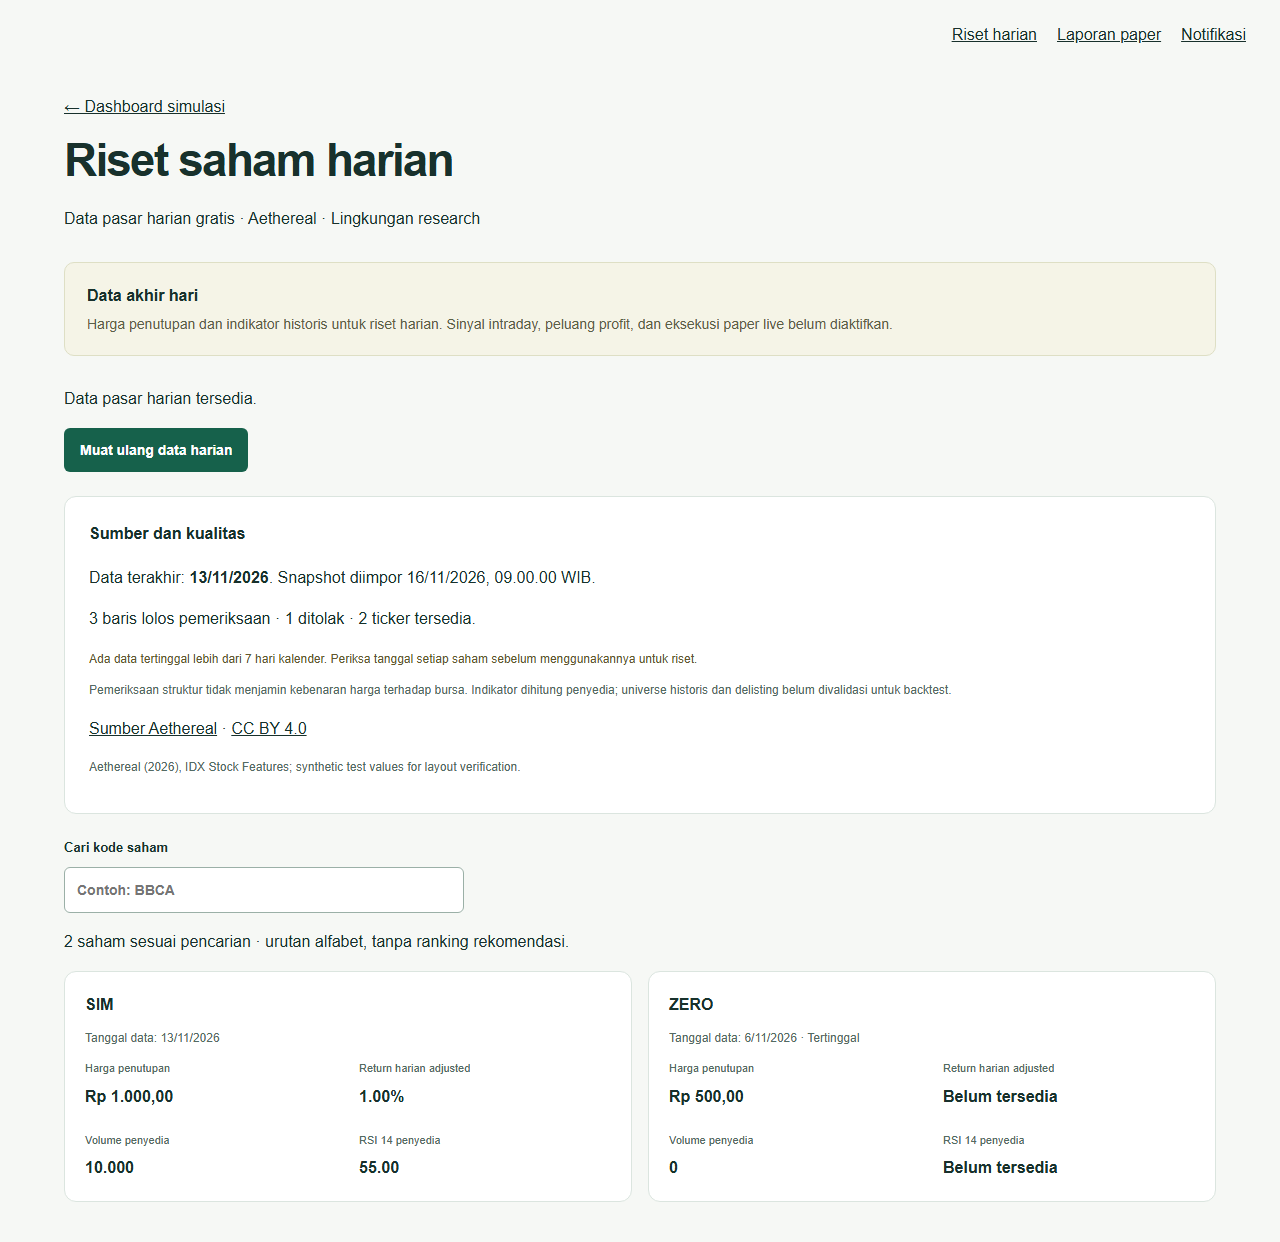 Riset harian Laporan paper Notifikasi
← Dashboard simulasi
Riset saham harian
Data pasar harian gratis · Aethereal · Lingkungan research
Data akhir hari
Harga penutupan dan indikator historis untuk riset harian. Sinyal intraday, peluang profit, dan eksekusi paper live belum diaktifkan.
Data pasar harian tersedia.
Muat ulang data harian
Sumber dan kualitas
Data terakhir: 13/11/2026. Snapshot diimpor 16/11/2026, 09.00.00 WIB.
3 baris lolos pemeriksaan · 1 ditolak · 2 ticker tersedia.
Ada data tertinggal lebih dari 7 hari kalender. Periksa tanggal setiap saham sebelum menggunakannya untuk riset.
Pemeriksaan struktur tidak menjamin kebenaran harga terhadap bursa. Indikator dihitung penyedia; universe historis dan delisting belum divalidasi untuk backtest.
Sumber Aethereal · CC BY 4.0
Aethereal (2026), IDX Stock Features; synthetic test values for layout verification.
Cari kode saham
Contoh: BBCA
2 saham sesuai pencarian · urutan alfabet, tanpa ranking rekomendasi.
SIM
Tanggal data: 13/11/2026
Harga penutupan Return harian adjusted
Rp 1.000,00 1.00%
Volume penyedia RSI 14 penyedia
10.000 55.00
ZERO
Tanggal data: 6/11/2026 · Tertinggal
Harga penutupan Return harian adjusted
Rp 500,00 Belum tersedia
Volume penyedia RSI 14 penyedia
0 Belum tersedia